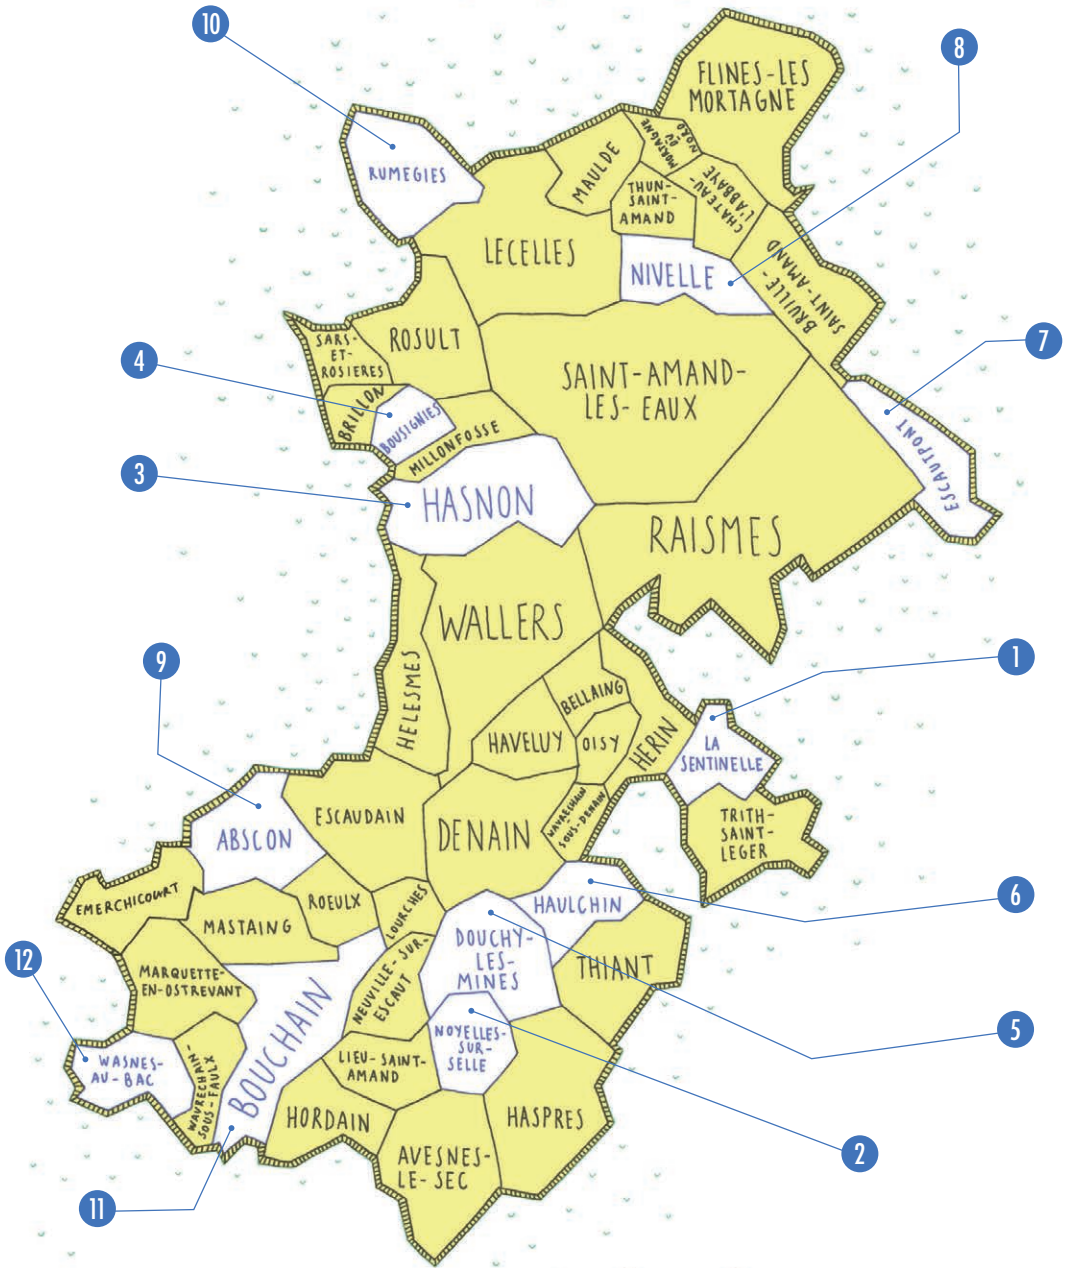 10
8
FLINES-LES
MORTAGNE
MORTAGNE
DU
NORD
MAULDE
RUMEGIES
THUN-
SAINT-
AMAND
CHATEAU-
L'ABBAYE
LECELLES
NIVELLE
BRUILLE-
SAINT-AMAND
7
SARS-
ET-
ROSIERES
ROSULT
4
SAINT-AMAND-
LES-EAUX
BRILLON
BOUSIGNIES
MILLONFOSSE
ESCAUTPONT
3
HASNON
RAISMES
WALLERS
9
1
HELESMES
BELLAING
HAVELUY
OISY
HERIN
LA
SENTINELLE
ESCAUDAIN
DENAIN
WAVRECHAIN
-
SOUS-DENAIN
TRITH-
SAINT-
LEGER
ABSCON
EMERCHICOURT
ROEULX
LOURCHES
HAULCHIN
6
MASTAING
DOUCHY-
LES-
MINES
12
MARQUETTE-
EN-OSTREVANT
NEUVILLE-SUR-
ESCAUT
THIANT
BOUCHAIN
NOYELLES-
SUR-
SELLE
5
WASNES-
AU-BAC
WAVRECHAIN-
SOUS-FAULX
LIEU-SAINT-
AMAND
HORDAIN
HASPRES
AVESNES-
LE-SEC
2
11